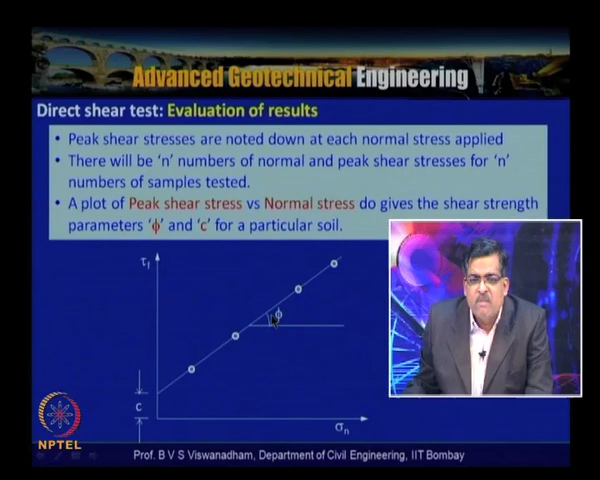 Advanced Geotechnical Engineering
Direct shear test: Evaluation of results
• Peak shear stresses are noted down at each normal stress applied
• There will be 'n' numbers of normal and peak shear stresses for 'n'
numbers of samples tested.
• A plot of Peak shear stress vs Normal stress do gives the shear strength
parameters 'ϕ' and 'c' for a particular soil.
τf
ϕ
c
σn
NPTEL
Prof. B V S Viswanadham, Department of Civil Engineering, IIT Bombay